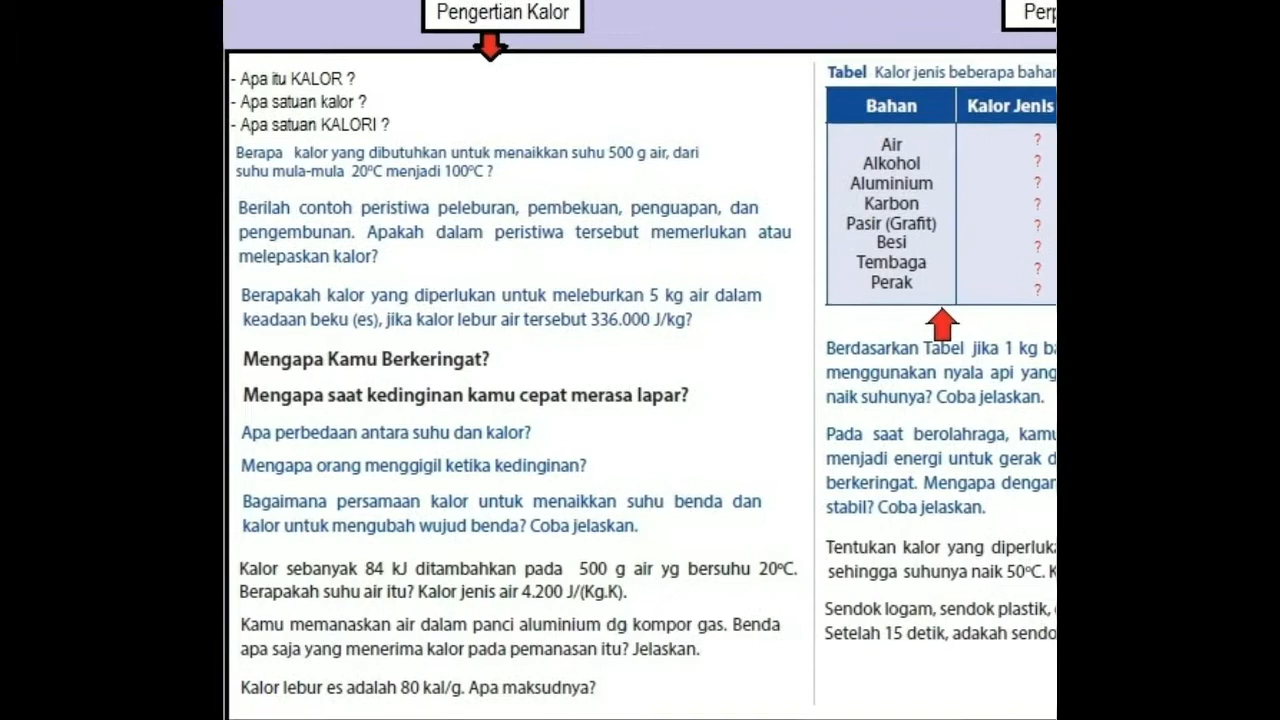 Pengertian Kalor
- Apa itu KALOR ?
- Apa satuan kalor ?
- Apa satuan KALORI ?
Berapa kalor yang dibutuhkan untuk menaikkan suhu 500 g air, dari
suhu mula-mula 20ºC menjadi 100ºC ?
Berilah contoh peristiwa peleburan, pembekuan, penguapan, dan
pengembunan. Apakah dalam peristiwa tersebut memerlukan atau
melepaskan kalor?
Berapakah kalor yang diperlukan untuk meleburkan 5 kg air dalam
keadaan beku (es), jika kalor lebur air tersebut 336.000 J/kg?
Mengapa Kamu Berkeringat?
Mengapa saat kedinginan kamu cepat merasa lapar?
Apa perbedaan antara suhu dan kalor?
Mengapa orang menggigil ketika kedinginan?
Bagaimana persamaan kalor untuk menaikkan suhu benda dan
kalor untuk mengubah wujud benda? Coba jelaskan.
Kalor sebanyak 84 kJ ditambahkan pada 500 g air yg bersuhu 20ºC.
Berapakah suhu air itu? Kalor jenis air 4.200 J/(Kg.K).
Kamu memanaskan air dalam panci aluminium dg kompor gas. Benda
apa saja yang menerima kalor pada pemanasan itu? Jelaskan.
Kalor lebur es adalah 80 kal/g. Apa maksudnya?
Tabel Kalor jenis beberapa
Bahan Kalor Jenis
Air ?
Alkohol ?
Aluminium ?
Karbon ?
Pasir (Grafit) ?
Besi ?
Tembaga ?
Perak ?
Berdasarkan Tabel jika 1 kg
menggunakan nyala api yang
naik suhunya? Coba jelaskan.
Pada saat berolahraga, kamu
menjadi energi untuk gerak
berkeringat. Mengapa
stabil? Coba jelaskan.
Tentukan kalor yang
sehingga suhunya naik 50ºC.
Sendok logam, sendok plastik,
Setelah 15 detik, adakah